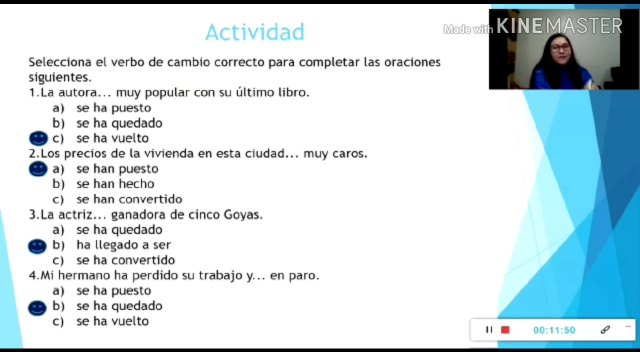 Actividad
Made with KINEMASTER
Selecciona el verbo de cambio correcto para completar las oraciones
siguientes.
1.La autora... muy popular con su último libro.
a) se ha puesto
b) se ha quedado
c) se ha vuelto
2.Los precios de la vivienda en esta ciudad... muy caros.
a) se han puesto
b) se han hecho
c) se han convertido
3.La actriz... ganadora de cinco Goyas.
a) se ha quedado
b) ha llegado a ser
c) se ha convertido
4.Mi hermano ha perdido su trabajo y... en paro.
a) se ha puesto
b) se ha quedado
c) se ha vuelto
00:11:50